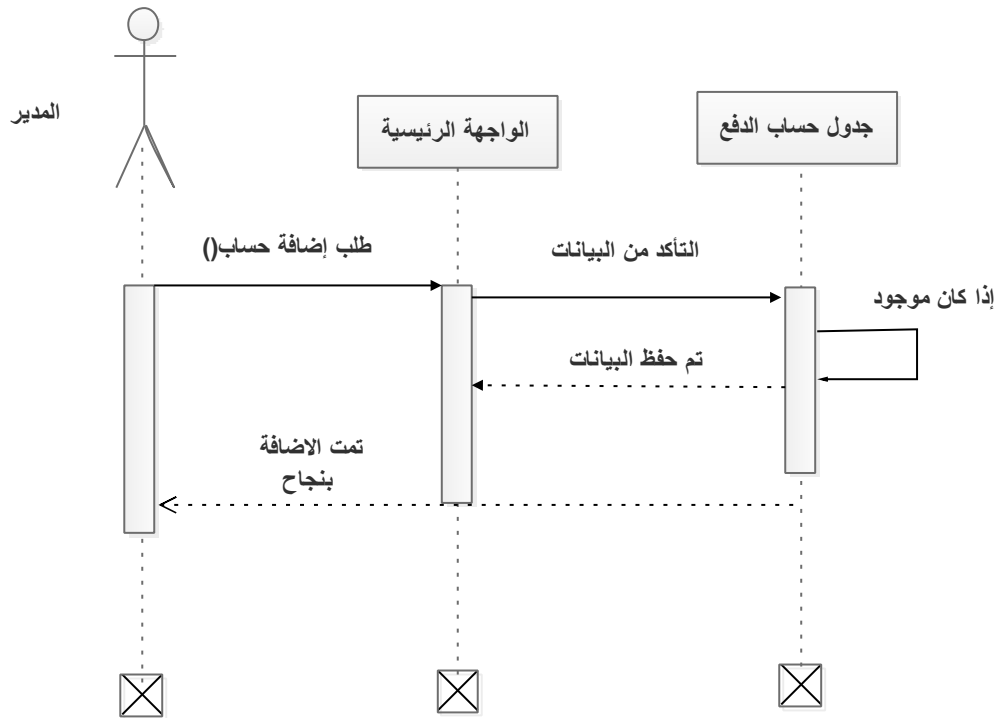 المدير
الواجهة الرئيسية
جدول حساب الدفع
طلب إضافة حساب()
التأكد من البيانات
إذا كان موجود
تم حفظ البيانات
تمت الاضافة
بنجاح